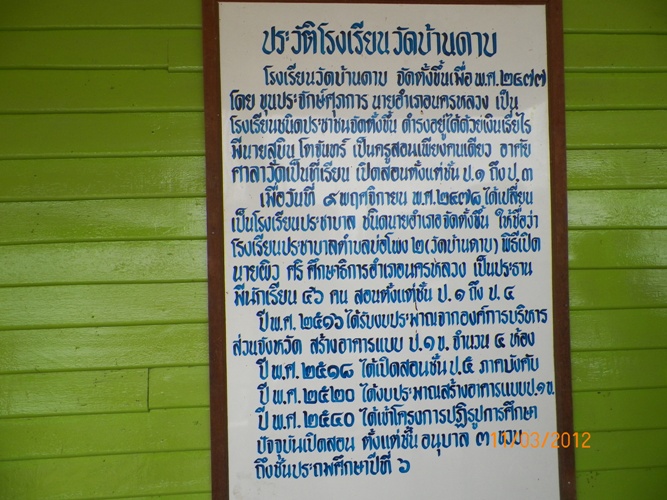 ประวัติโรงเรียนวัดบ้านดาบ
โรงเรียนวัดบ้านดาบ จัดตั้งขึ้นเมื่อ พ.ศ.๒๔๗๗
โดย ขุนประจักษ์ศุภการ นายอำเภอนครหลวง เป็น
โรงเรียนชนิดประชาชนจัดตั้งขึ้น ดำรงอยู่ได้ด้วยเงินเรี่ยไร
มีนายสุบิน โตจันทร์ เป็นครูสอนเพียงคนเดียว อาศัย
ศาลาวัดเป็นที่เรียน เปิดสอนตั้งแต่ชั้น ป.๑ ถึง ป.๓
เมื่อวันที่ ๙ พฤศจิกายน พ.ศ.๒๔๗๘ ได้เปลี่ยน
เป็นโรงเรียนประชาบาล ชนิดนายอำเภอจัดตั้งขึ้น ให้ชื่อว่า
โรงเรียนประชาบาลตำบลบ่อโพง ๒(วัดบ้านดาบ) พิธีเปิด
นายผิว ศรี ศึกษาธิการอำเภอนครหลวง เป็นประธาน
มีนักเรียน ๔๖ คน สอนตั้งแต่ชั้น ป.๑ ถึง ป.๔
ปี พ.ศ. ๒๕๑๖ ได้รับงบประมาณจากองค์การบริหาร
ส่วนจังหวัด สร้างอาคารแบบ ป.๑ข. จำนวน ๔ ห้อง
ปี พ.ศ. ๒๕๑๘ ได้เปิดสอนชั้น ป.๕ ภาคบังคับ
ปี พ.ศ. ๒๕๒๐ ได้งบประมาณสร้างอาคารแบบป.๑ข.
ปี พ.ศ. ๒๕๔๐ ได้เข้าโครงการปฏิรูปการศึกษา
ปัจจุบันเปิดสอน ตั้งแต่ชั้น อนุบาล ๓ ขวบ
ถึงชั้นประถมศึกษาปีที่ ๖
11/03/2012